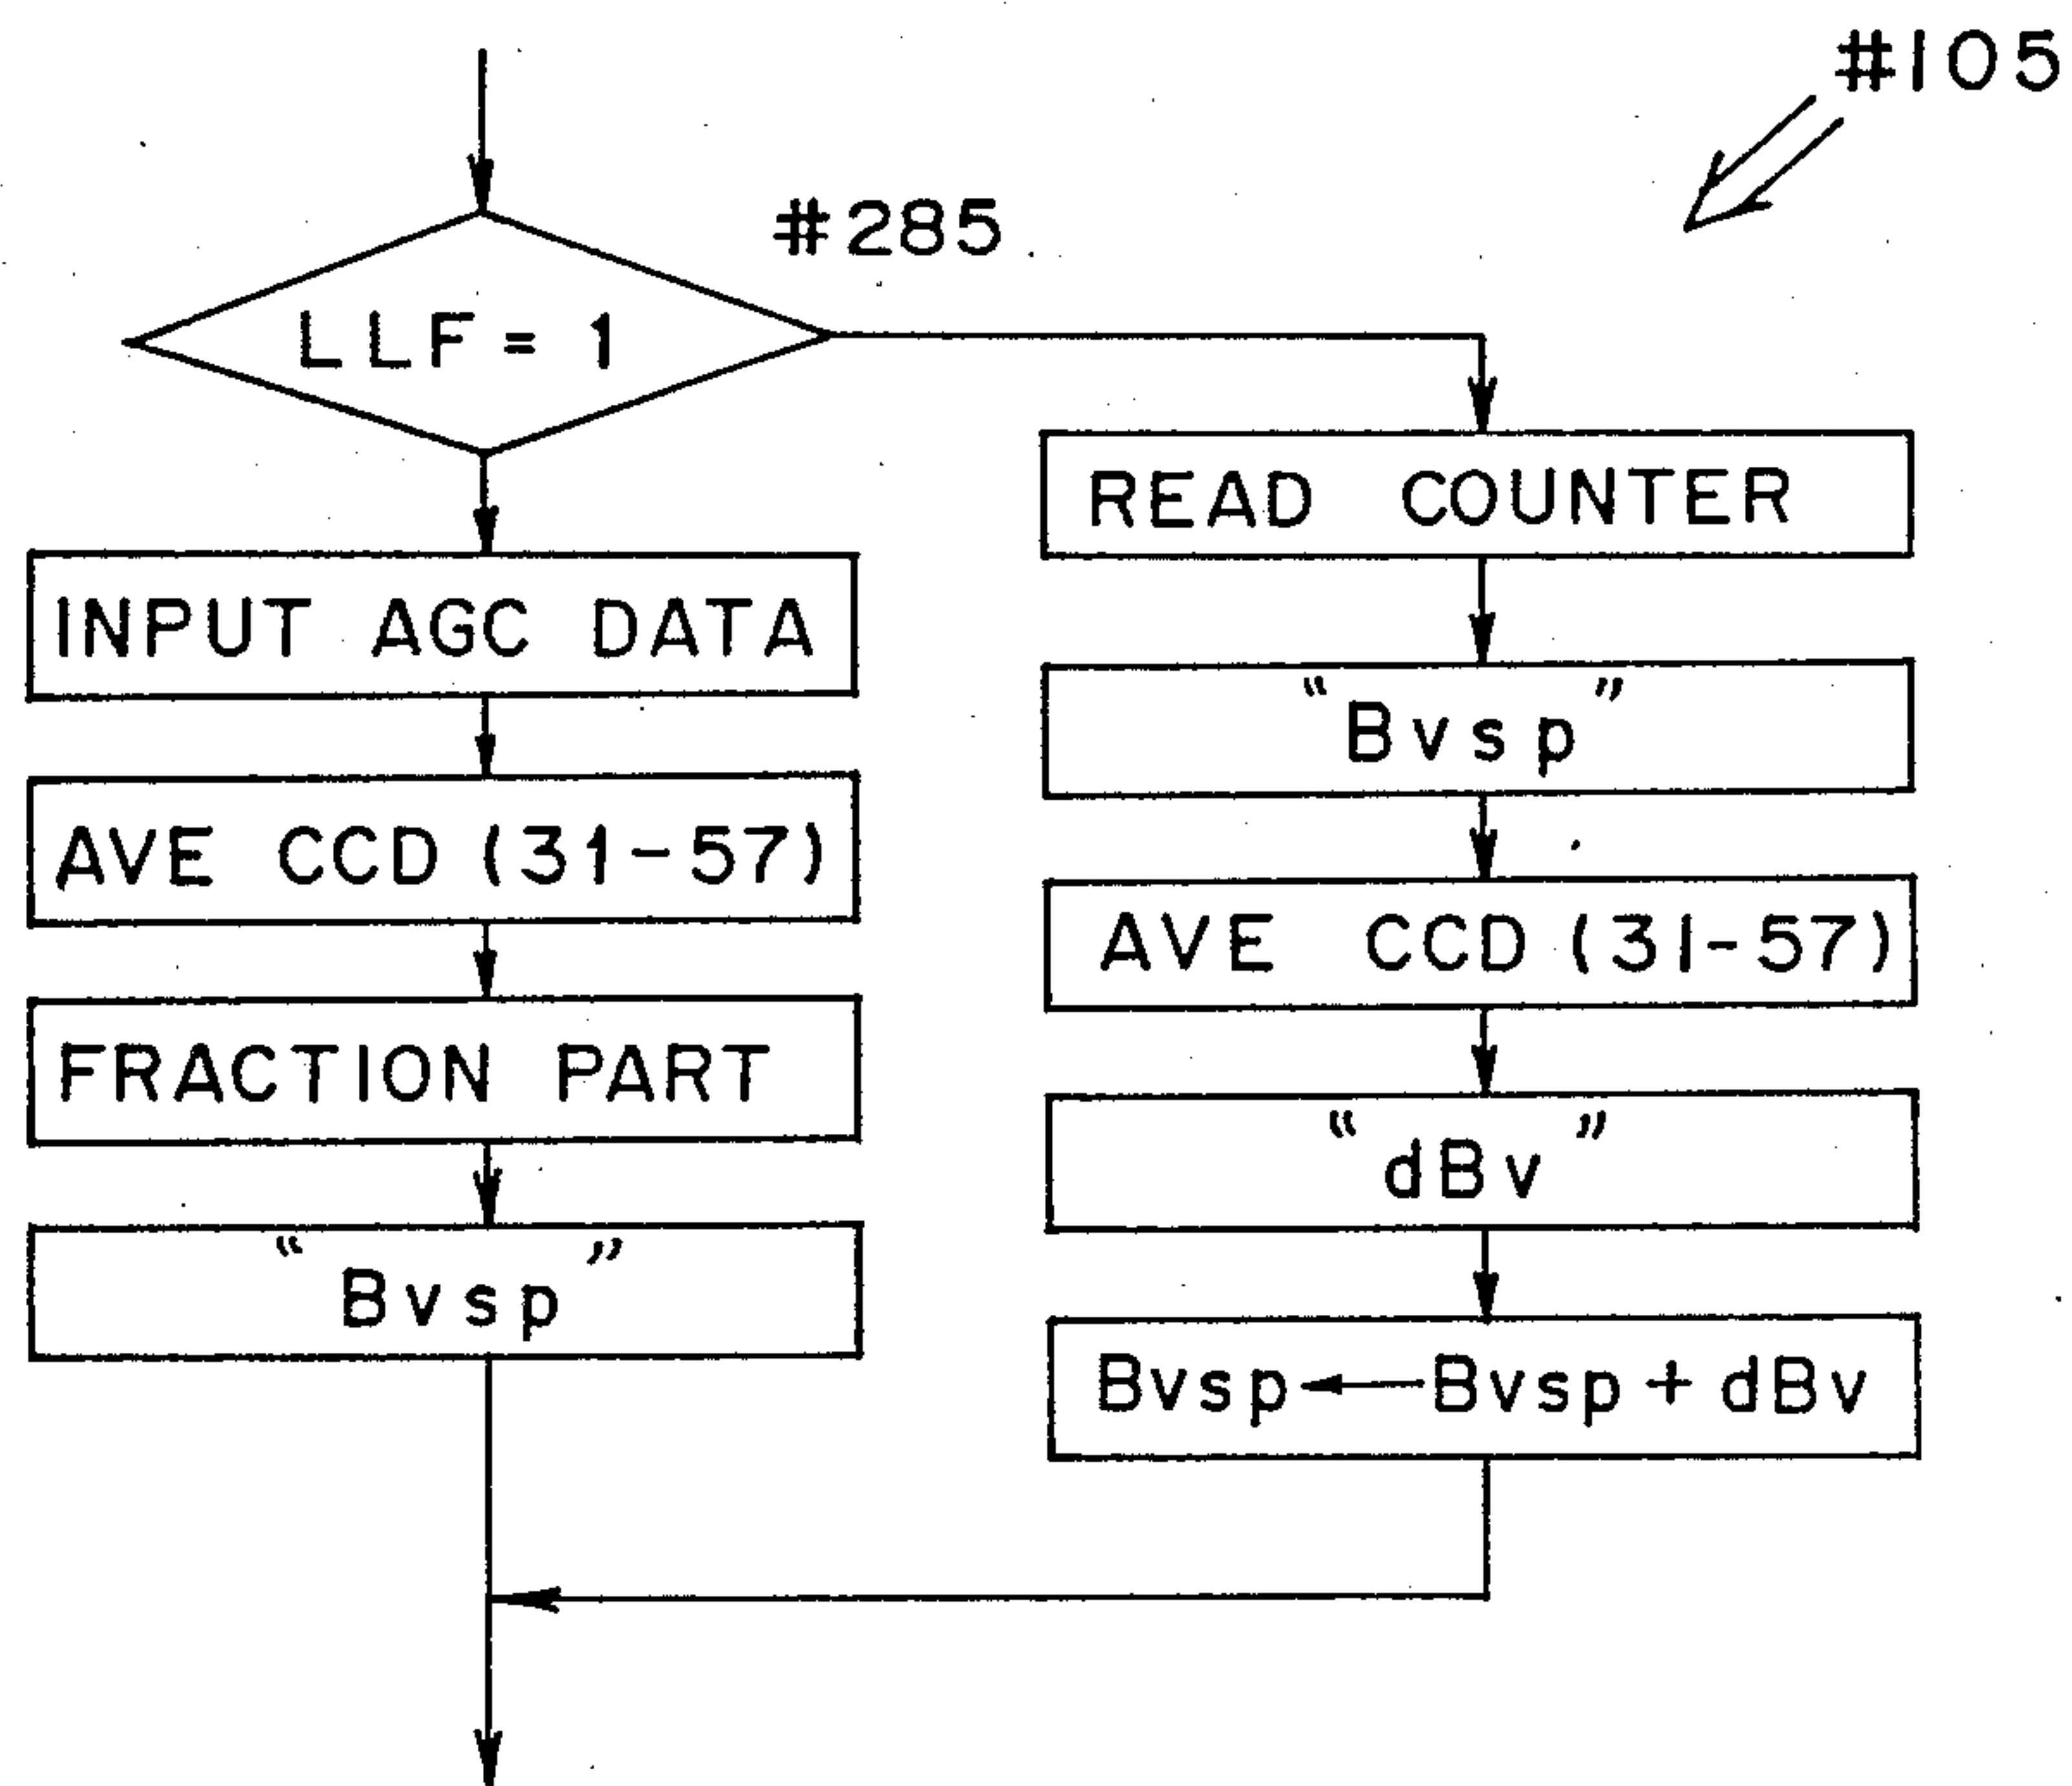 #105
#285
LLF = 1
INPUT AGC DATA
AVE CCD (31-57)
FRACTION PART
“Bvsp”
READ COUNTER
“Bvsp”
AVE CCD (31-57)
“dBv”
Bvsp ← Bvsp + dBv